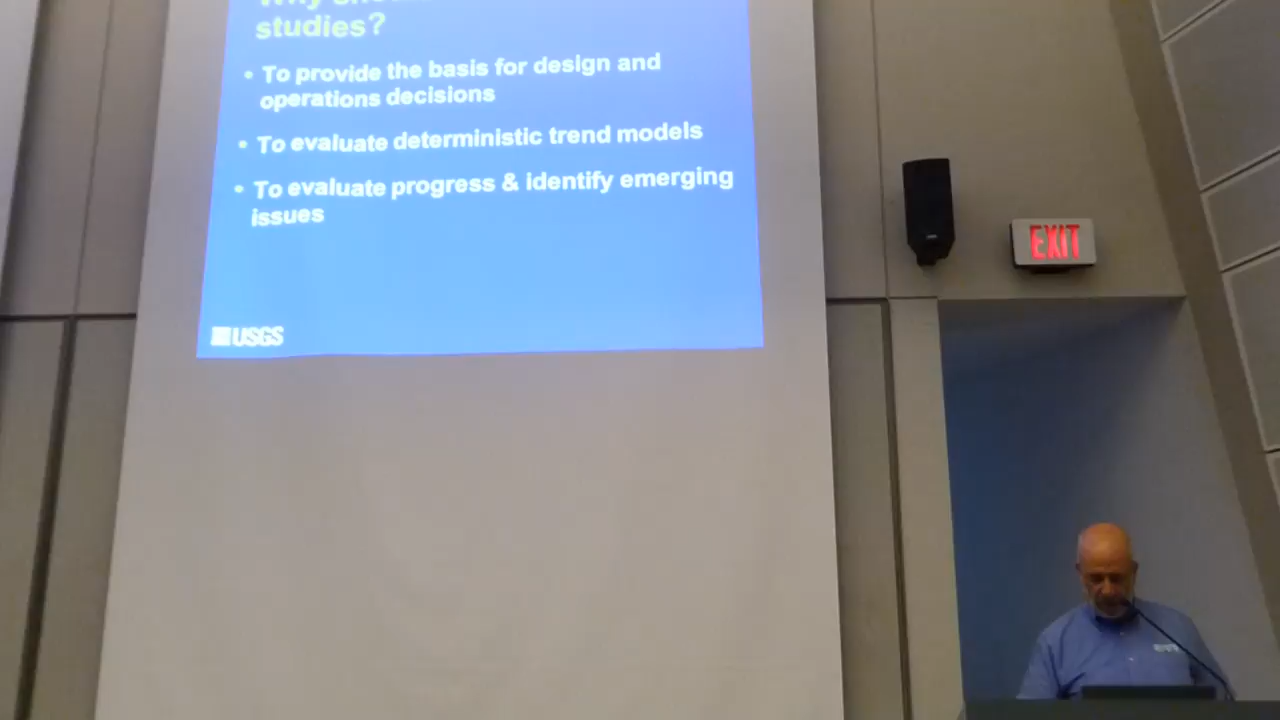 Why
studies?
• To provide the basis for design and
operations decisions
• To evaluate deterministic trend models
• To evaluate progress & identify emerging
issues
USGS
EXIT